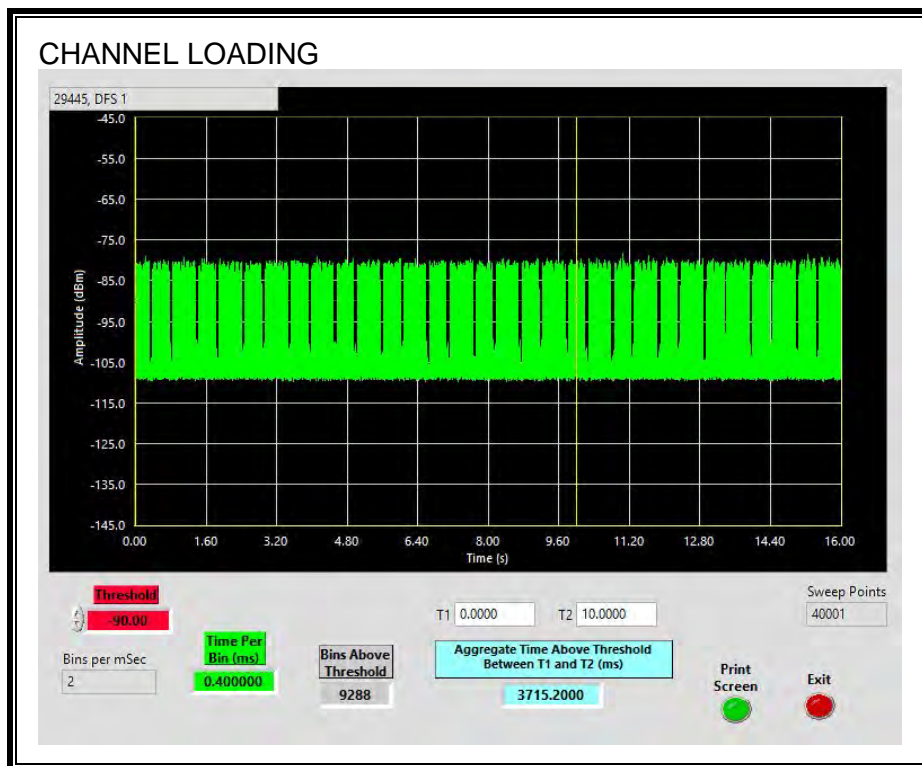 CHANNEL LOADING
29445, DFS 1
-45.0
-55.0
-65.0
-75.0
-85.0
-95.0
-105.0
-115.0
-125.0
-135.0
-145.0
Amplitude (dBm)
0.00 1.60 3.20 4.80 6.40 8.00 9.60 11.20 12.80 14.40 16.00
Time (s)
Threshold
-90.00
Bins per mSec
2
Time Per
Bin (ms)
0.400000
Bins Above
Threshold
9288
T1 0.0000 T2 10.0000
Aggregate Time Above Threshold
Between T1 and T2 (ms)
3715.2000
Sweep Points
40001
Print
Screen
Exit